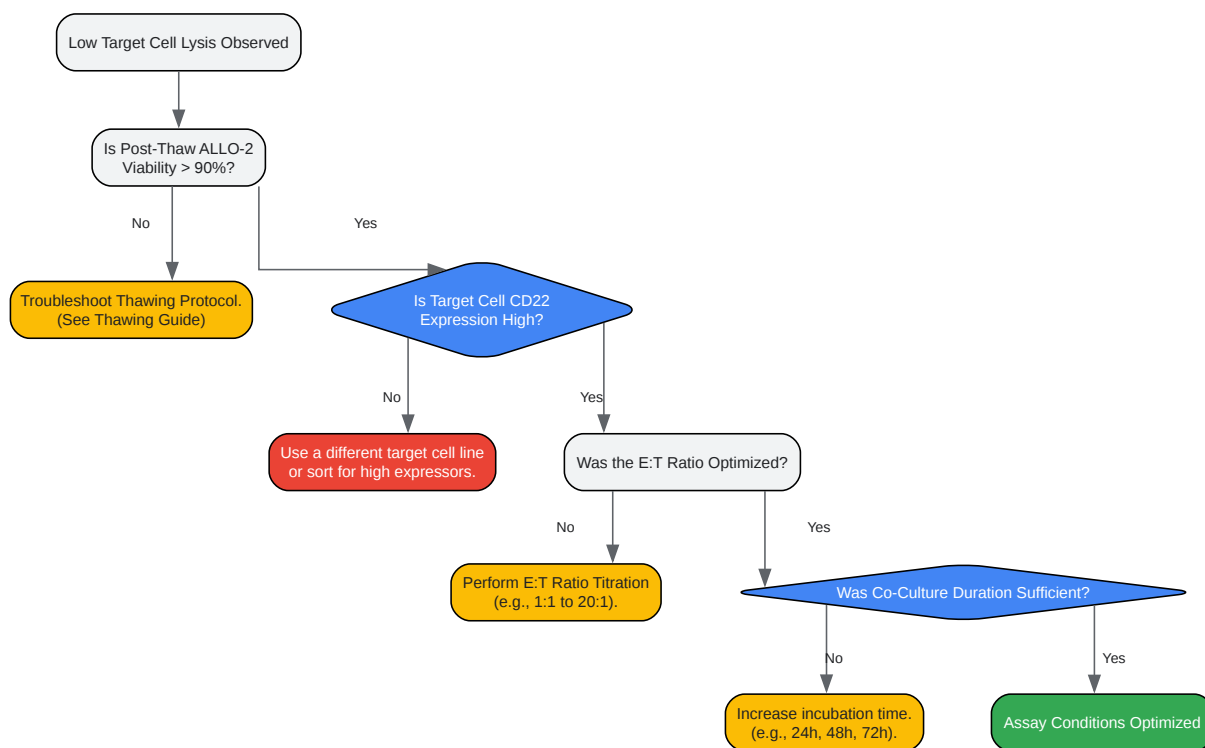 Low Target Cell Lysis Observed
Is Post-Thaw ALLO-2
Viability > 90%?
No
Yes
Troubleshoot Thawing Protocol.
(See Thawing Guide)
Is Target Cell CD22
Expression High?
No
Yes
Use a different target cell line
or sort for high expressors.
Was the E:T Ratio Optimized?
No
Yes
Perform E:T Ratio Titration
(e.g., 1:1 to 20:1).
Was Co-Culture Duration Sufficient?
No
Yes
Increase incubation time.
(e.g., 24h, 48h, 72h).
Assay Conditions Optimized